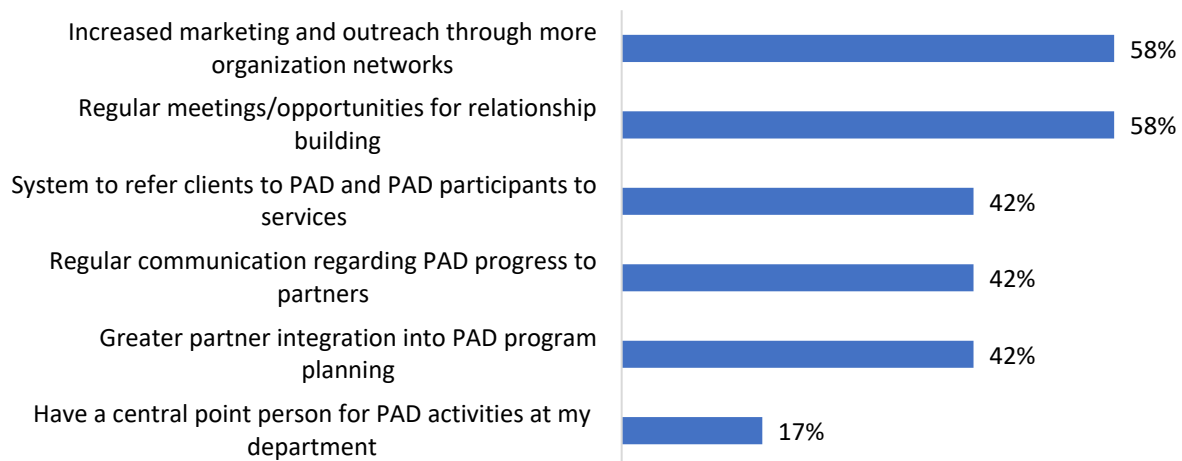 Increased marketing and outreach through more
organization networks
58%
Regular meetings/opportunities for relationship
building
58%
System to refer clients to PAD and PAD participants to
services
42%
Regular communication regarding PAD progress to
partners
42%
Greater partner integration into PAD program
planning
42%
Have a central point person for PAD activities at my
department
17%